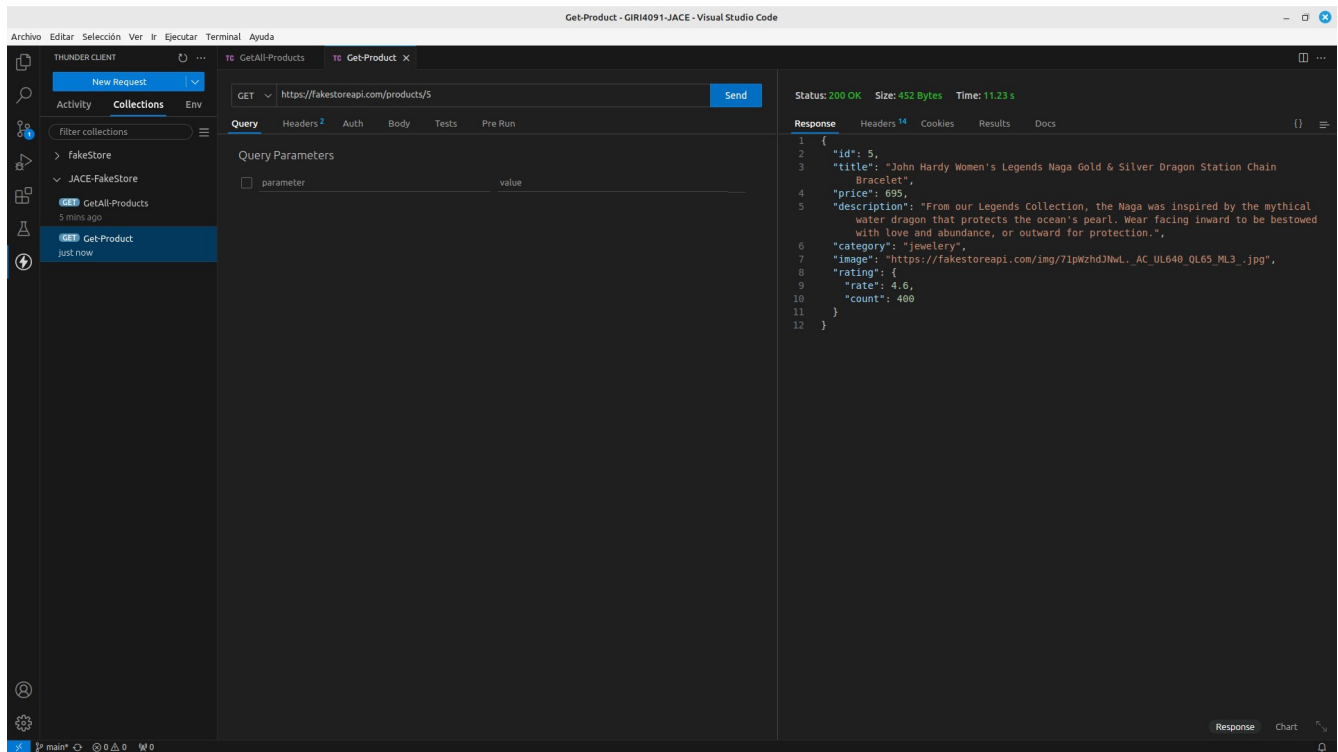 Get-Product - GIRI4091-JACE - Visual Studio Code
Archivo Editar Selección Ver Ir Ejecutar Terminal Ayuda
THUNDER CLIENT
TC GetAll-Products
TC Get-Product
New Request
Activity Collections Env
filter collections
fakeStore
JACE-FakeStore
GET GetAll-Products
5 mins ago
GET Get-Product
just now
1
GET https://fakestoreapi.com/products/5 Send
Query Headers 2 Auth Body Tests Pre Run
Query Parameters
parameter value
Status: 200 OK Size: 452 Bytes Time: 11.23 s
Response Headers 14 Cookies Results Docs {}
1 {
2 "id": 5,
3 "title": "John Hardy Women's Legends Naga Gold & Silver Dragon Station Chain
Bracelet",
4 "price": 695,
5 "description": "From our Legends Collection, the Naga was inspired by the mythical
water dragon that protects the ocean's pearl. Wear facing inward to be bestowed
with love and abundance, or outward for protection.",
6 "category": "jewelery",
7 "image": "https://fakestoreapi.com/img/71pWzhdJNwL._AC_UL640_QL65_ML3_.jpg",
8 "rating": {
9 "rate": 4.6,
10 "count": 400
11 }
12 }
Response Chart
main* 0 0 0